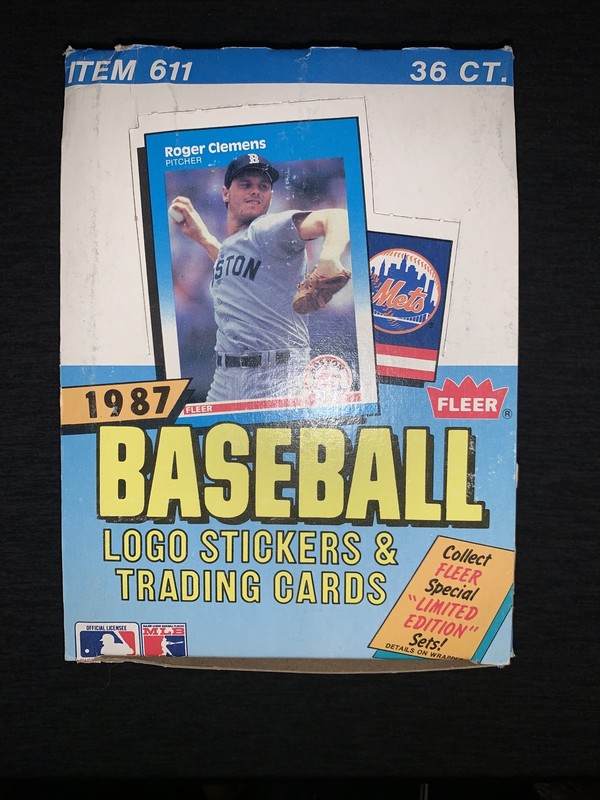 ITEM 611
36 CT.
Roger Clemens
PITCHER
B
STON
Mets
BOSTON
FLEER
1987
FLEER®
BASEBALL
LOGO STICKERS &
TRADING CARDS
Collect
FLEER
Special
"LIMITED
EDITION"
Sets!
DETAILS ON
OFFICIAL LICENSEE
MLB